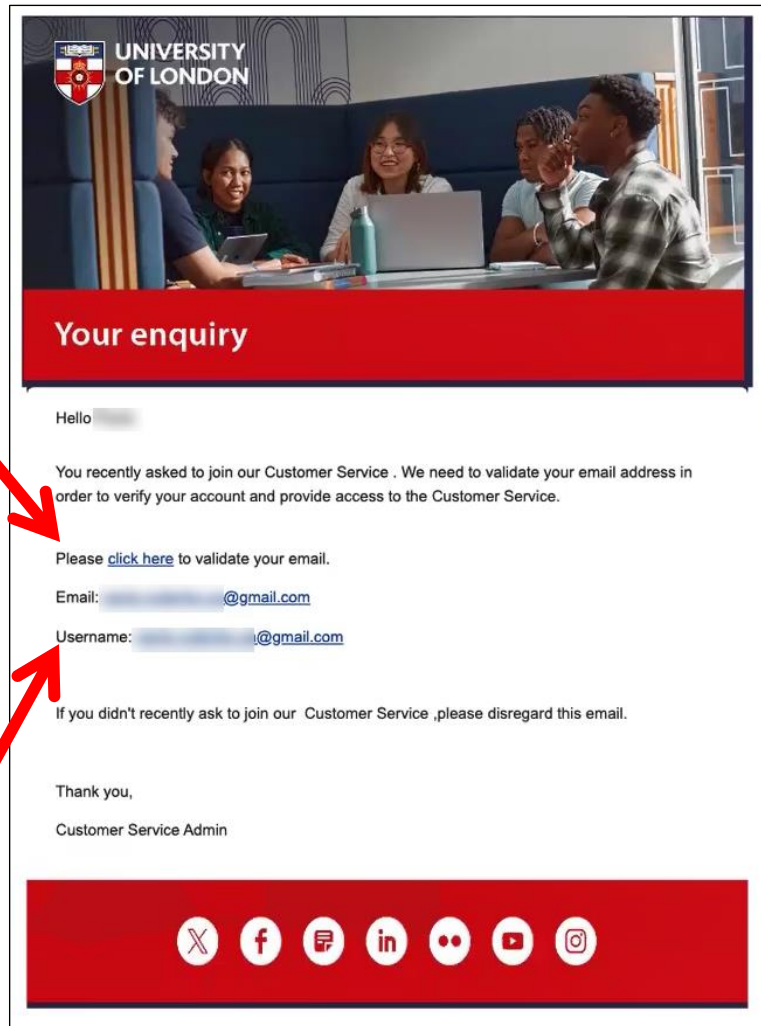 UNIVERSITY
OF LONDON
Your enquiry
Hello
You recently asked to join our Customer Service . We need to validate your email address in
order to verify your account and provide access to the Customer Service.
Please click here to validate your email.
Email: @gmail.com
Username: @gmail.com
If you didn't recently ask to join our  Customer Service ,please disregard this email.
Thank you,
Customer Service Admin